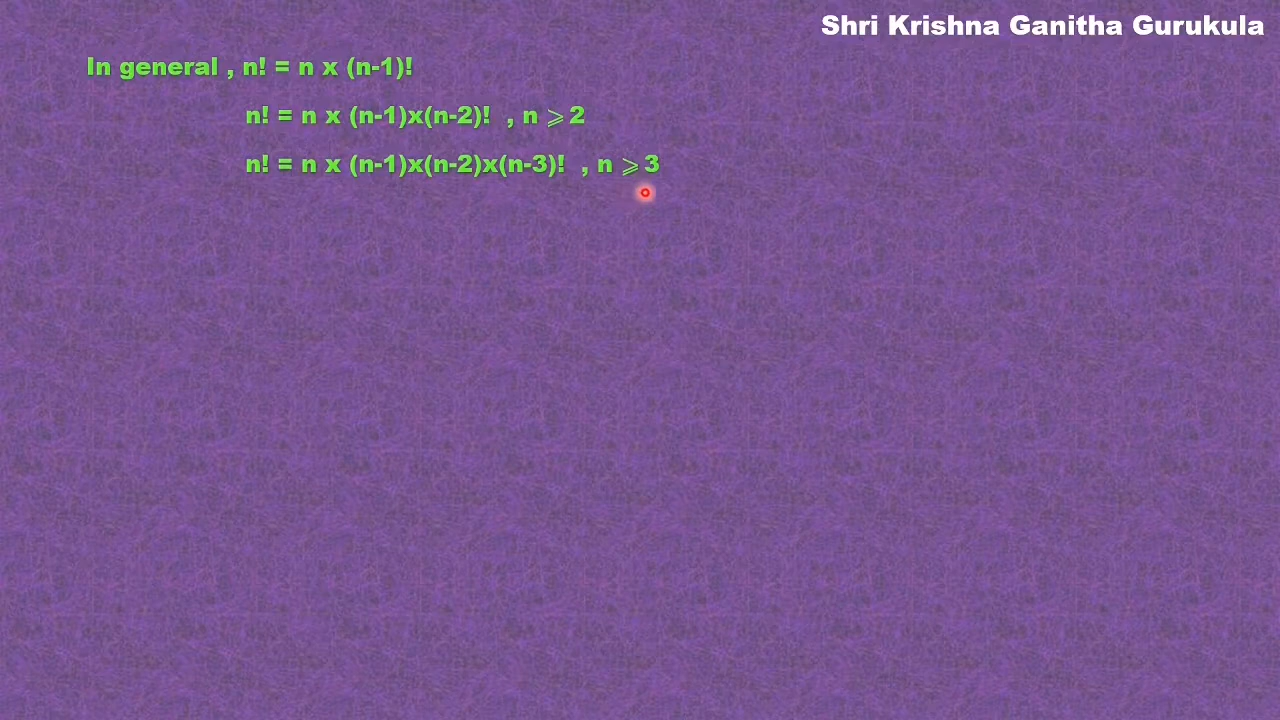 Shri Krishna Ganitha Gurukula
In general , n! = n x (n-1)!
n! = n x (n-1)x(n-2)!  , n ⩾ 2
n! = n x (n-1)x(n-2)x(n-3)!  , n ⩾ 3